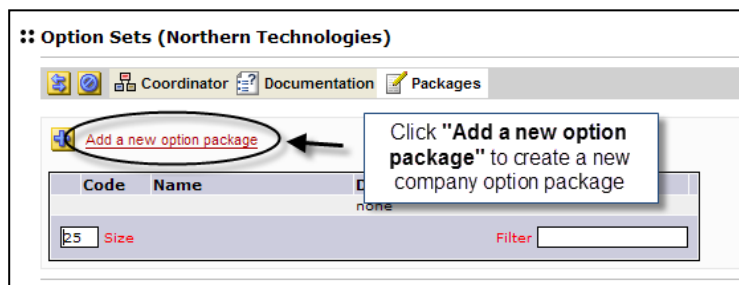 :: Option Sets (Northern Technologies)
Coordinator Documentation Packages
Add a new option package
Click "Add a new option
package" to create a new
company option package
Code Name
none
25 Size Filter